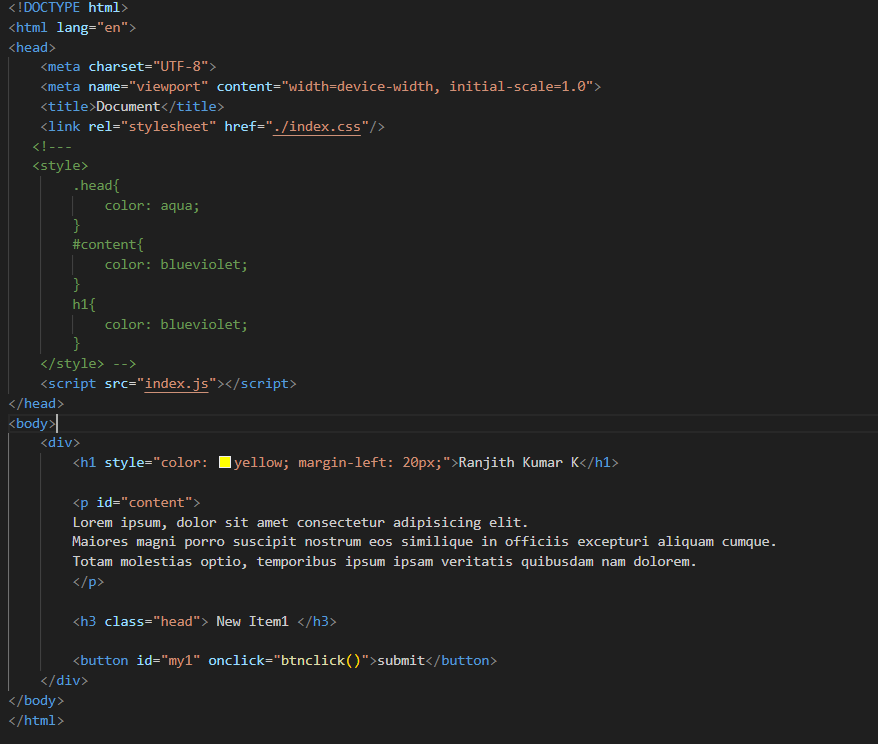 <!DOCTYPE html>
<html lang="en">
<head>
    <meta charset="UTF-8">
    <meta name="viewport" content="width=device-width, initial-scale=1.0">
    <title>Document</title>
    <link rel="stylesheet" href="./index.css"/>
   <!---
   <style>
        .head{
            color: aqua;
        }
        #content{
            color: blueviolet;
        }
        h1{
            color: blueviolet;
        }
    </style> -->
    <script src="index.js"></script>
</head>
<body>
    <div>
        <h1 style="color: yellow; margin-left: 20px;">Ranjith Kumar K</h1>

        <p id="content">
        Lorem ipsum, dolor sit amet consectetur adipisicing elit.
        Maiores magni porro suscipit nostrum eos similique in officiis excepturi aliquam cumque.
        Totam molestias optio, temporibus ipsum ipsam veritatis quibusdam nam dolorem.
        </p>

        <h3 class="head"> New Item1 </h3>

        <button id="my1" onclick="btnclick()">submit</button>
    </div>
</body>
</html>